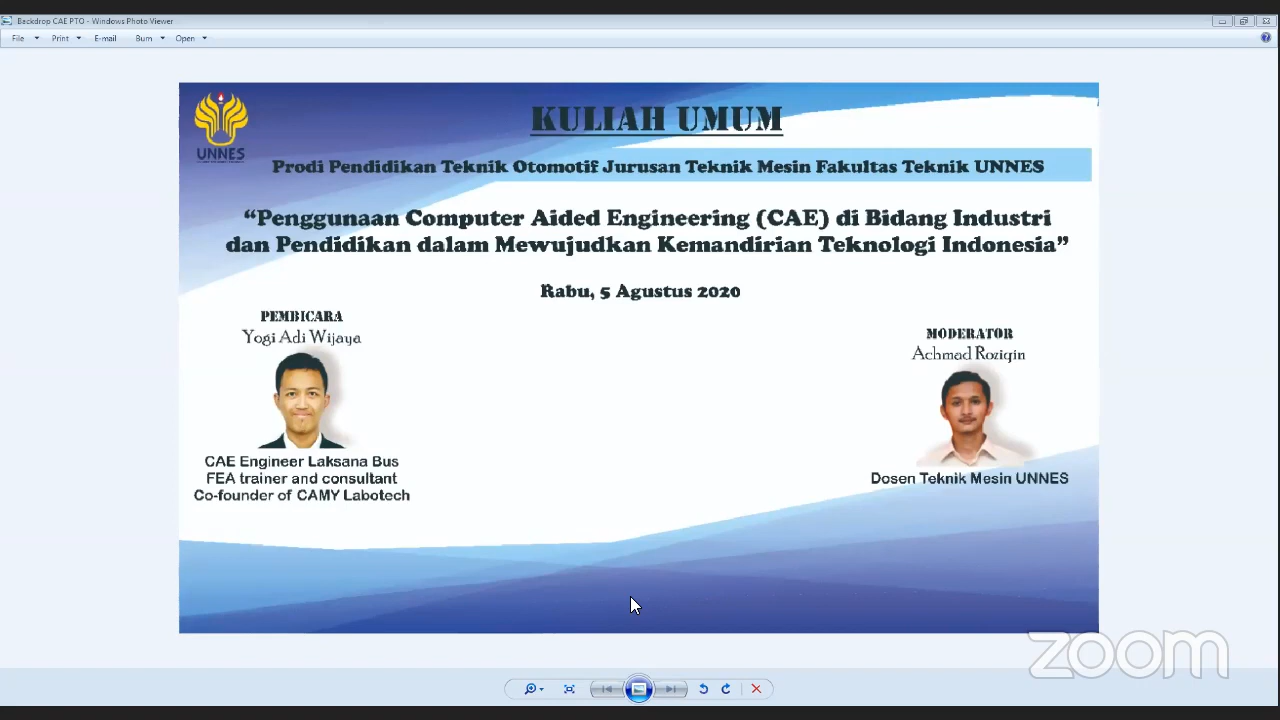 Backdrop CAE PTO - Windows Photo Viewer
File Print E-mail Burn Open
UNNES
KULIAH UMUM
Prodi Pendidikan Teknik Otomotif Jurusan Teknik Mesin Fakultas Teknik UNNES
“Penggunaan Computer Aided Engineering (CAE) di Bidang Industri
dan Pendidikan dalam Mewujudkan Kemandirian Teknologi Indonesia”
Rabu, 5 Agustus 2020
PEMBICARA
Yogi Adi Wijaya
CAE Engineer Laksana Bus
FEA trainer and consultant
Co-founder of CAMY Labotech
MODERATOR
Achmad Roziqin
Dosen Teknik Mesin UNNES
zoom